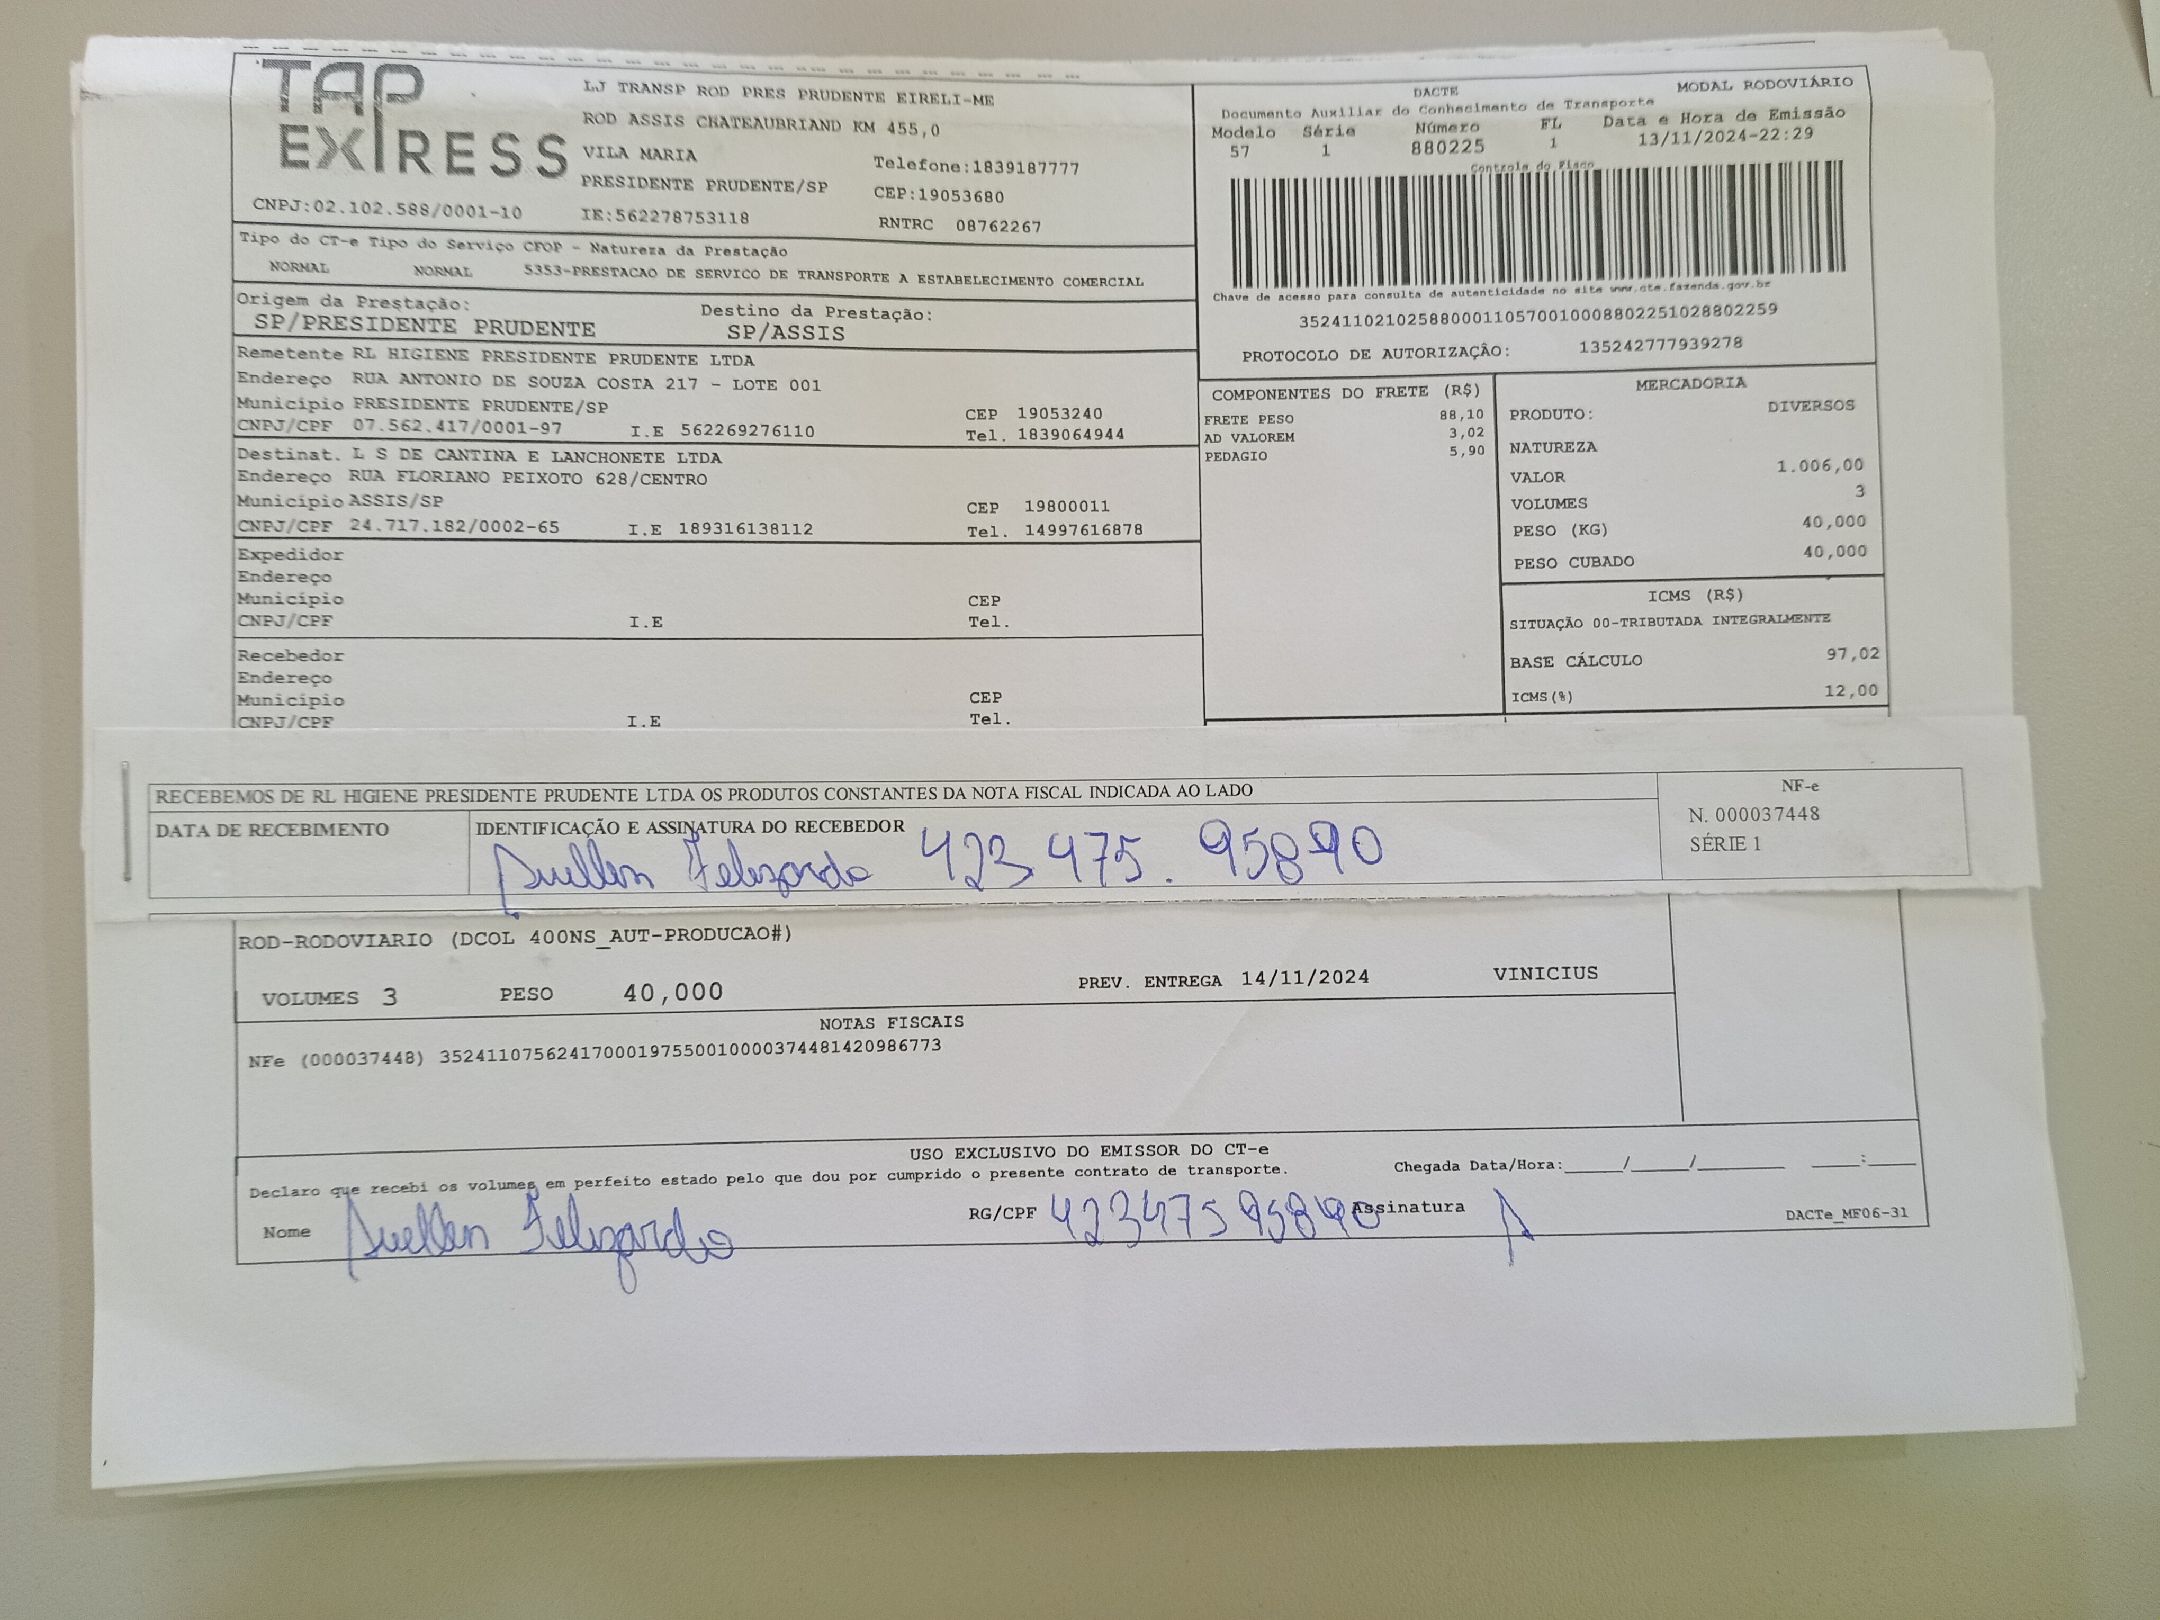 TAP EXPRESS
LJ TRANSP ROD PRES PRUDENTE EIRELI-ME
ROD ASSIS CHATEAUBRIAND KM 455,0
VILA MARIA
Telefone:1839187777
PRESIDENTE PRUDENTE/SP
CEP:19053680
CNPJ:02.102.588/0001-10
IE:562278753118
RNTRC 08762267
DACTE
MODAL RODOVIÁRIO
Documento Auxiliar do Conhecimento de Transporte
Modelo Série Número FL Data e Hora de Emissão
57 1 880225 1 13/11/2024-22:29
Controle do Fisco
Chave de acesso para consulta de autenticidade no site www.cte.fazenda.gov.br
35241102102588000110570010008802251028802259
PROTOCOLO DE AUTORIZAÇÃO: 135242777939278
Tipo do CT-e Tipo do Serviço CFOP - Natureza da Prestação
NORMAL NORMAL 5353-PRESTACAO DE SERVICO DE TRANSPORTE A ESTABELECIMENTO COMERCIAL
Origem da Prestação: Destino da Prestação:
SP/PRESIDENTE PRUDENTE SP/ASSIS
Remetente RL HIGIENE PRESIDENTE PRUDENTE LTDA
Endereço RUA ANTONIO DE SOUZA COSTA 217 - LOTE 001
Município PRESIDENTE PRUDENTE/SP CEP 19053240
CNPJ/CPF 07.562.417/0001-97 I.E 562269276110 Tel. 1839064944
Destinat. L S DE CANTINA E LANCHONETE LTDA
Endereço RUA FLORIANO PEIXOTO 628/CENTRO
Município ASSIS/SP CEP 19800011
CNPJ/CPF 24.717.182/0002-65 I.E 189316138112 Tel. 14997616878
Expedidor
Endereço
Município CEP
CNPJ/CPF I.E Tel.
Recebedor
Endereço
Município CEP
CNPJ/CPF I.E Tel.
COMPONENTES DO FRETE (R$)
FRETE PESO 88,10
AD VALOREM 3,02
PEDAGIO 5,90
MERCADORIA
PRODUTO: DIVERSOS
NATUREZA
VALOR 1.006,00
VOLUMES 3
PESO (KG) 40,000
PESO CUBADO 40,000
ICMS (R$)
SITUAÇÃO 00-TRIBUTADA INTEGRALMENTE
BASE CÁLCULO 97,02
ICMS(%) 12,00
RECEBEMOS DE RL HIGIENE PRESIDENTE PRUDENTE LTDA OS PRODUTOS CONSTANTES DA NOTA FISCAL INDICADA AO LADO
DATA DE RECEBIMENTO
IDENTIFICAÇÃO E ASSINATURA DO RECEBEDOR
Suellen Felizardo 423 475. 95890
NF-e
N. 000037448
SÉRIE 1
ROD-RODOVIARIO (DCOL 400NS_AUT-PRODUCAO#)
VOLUMES 3 PESO 40,000 PREV. ENTREGA 14/11/2024 VINICIUS
NOTAS FISCAIS
NFe (000037448) 35241107562417000197550010000374481420986773
USO EXCLUSIVO DO EMISSOR DO CT-e
Declaro que recebi os volumes em perfeito estado pelo que dou por cumprido o presente contrato de transporte.
Chegada Data/Hora:_____/_____/_______ ____:____
Nome Suellen Felizardo RG/CPF 42347595890 Assinatura
DACTe_MF06-31